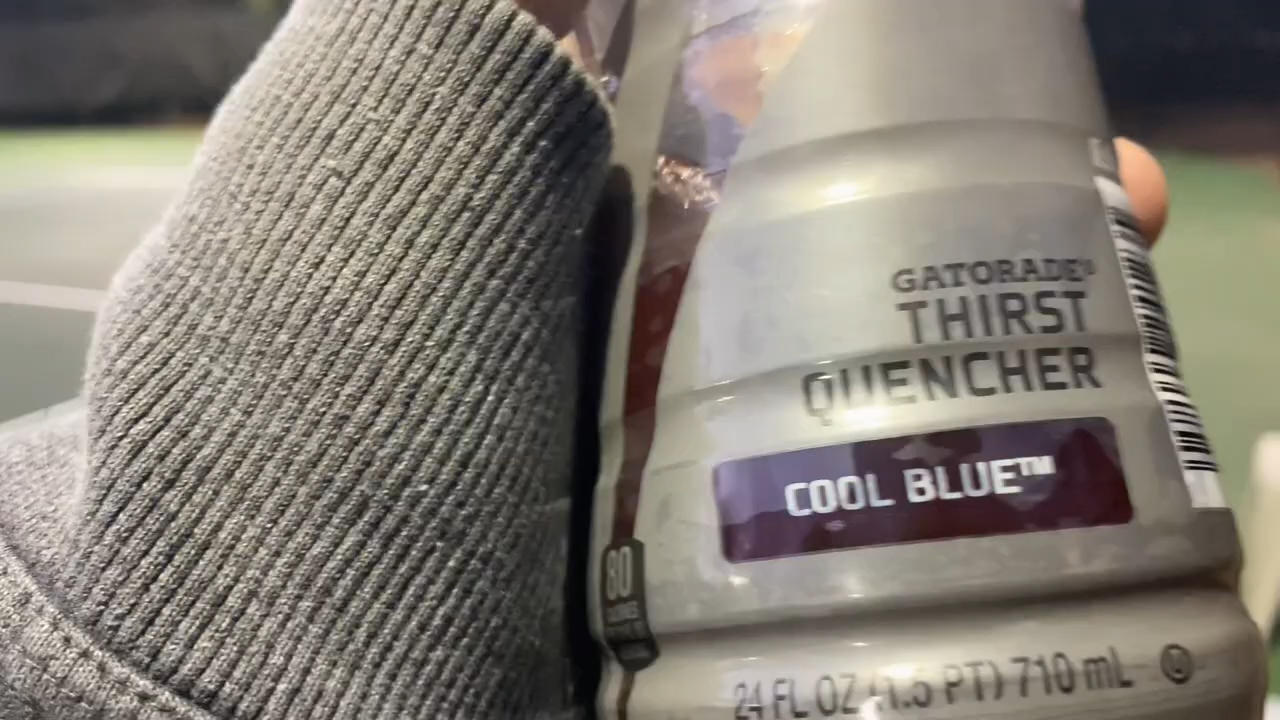 GATORADE®
THIRST
QUENCHER
COOL BLUE™
80
24 FL OZ (1.5 PT) 710 mL U